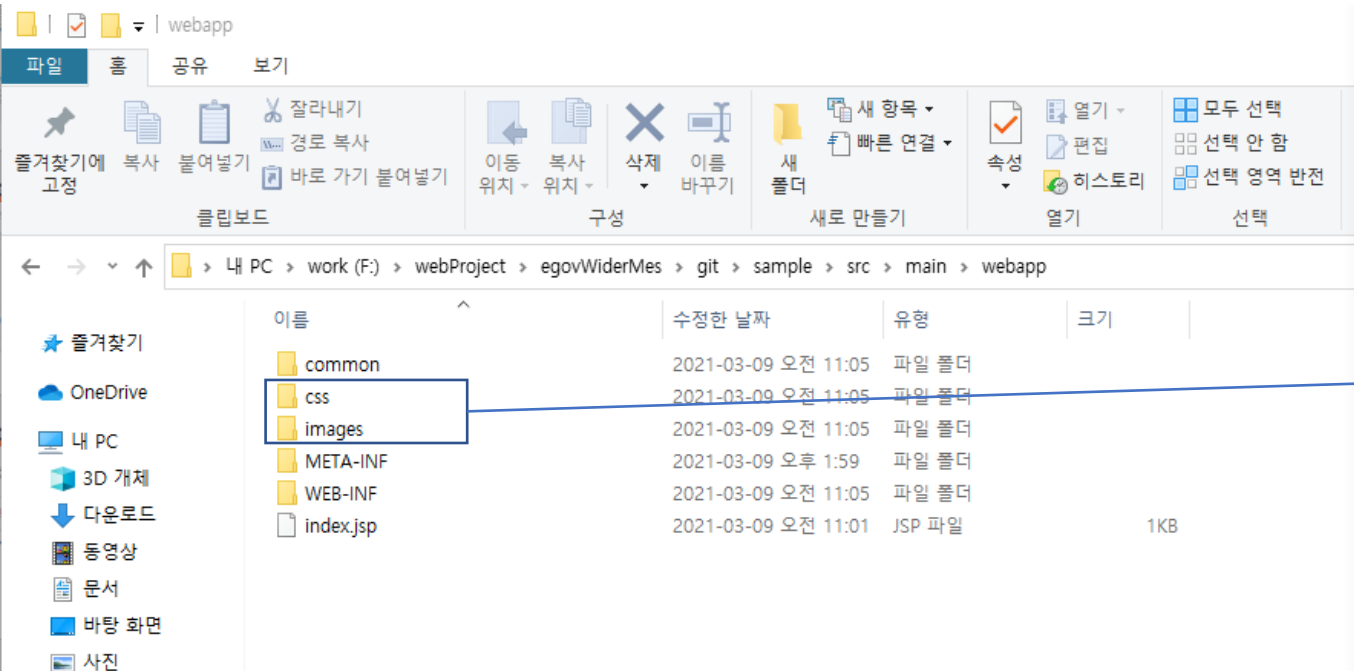 webapp
파일 홈 공유 보기
즐겨찾기에 고정
복사
붙여넣기
잘라내기
경로 복사
바로 가기 붙여넣기
클립보드
이동 위치
복사 위치
삭제
이름 바꾸기
구성
새 폴더
새 항목
빠른 연결
새로 만들기
속성
열기
편집
히스토리
열기
모두 선택
선택 안 함
선택 영역 반전
선택
내 PC > work (F:) > webProject > egovWiderMes > git > sample > src > main > webapp
이름 수정한 날짜 유형 크기
common 2021-03-09 오전 11:05 파일 폴더
css 2021-03-09 오전 11:05 파일 폴더
images 2021-03-09 오전 11:05 파일 폴더
META-INF 2021-03-09 오후 1:59 파일 폴더
WEB-INF 2021-03-09 오전 11:05 파일 폴더
index.jsp 2021-03-09 오전 11:01 JSP 파일 1KB
즐겨찾기
OneDrive
내 PC
3D 개체
다운로드
동영상
문서
바탕 화면
사진